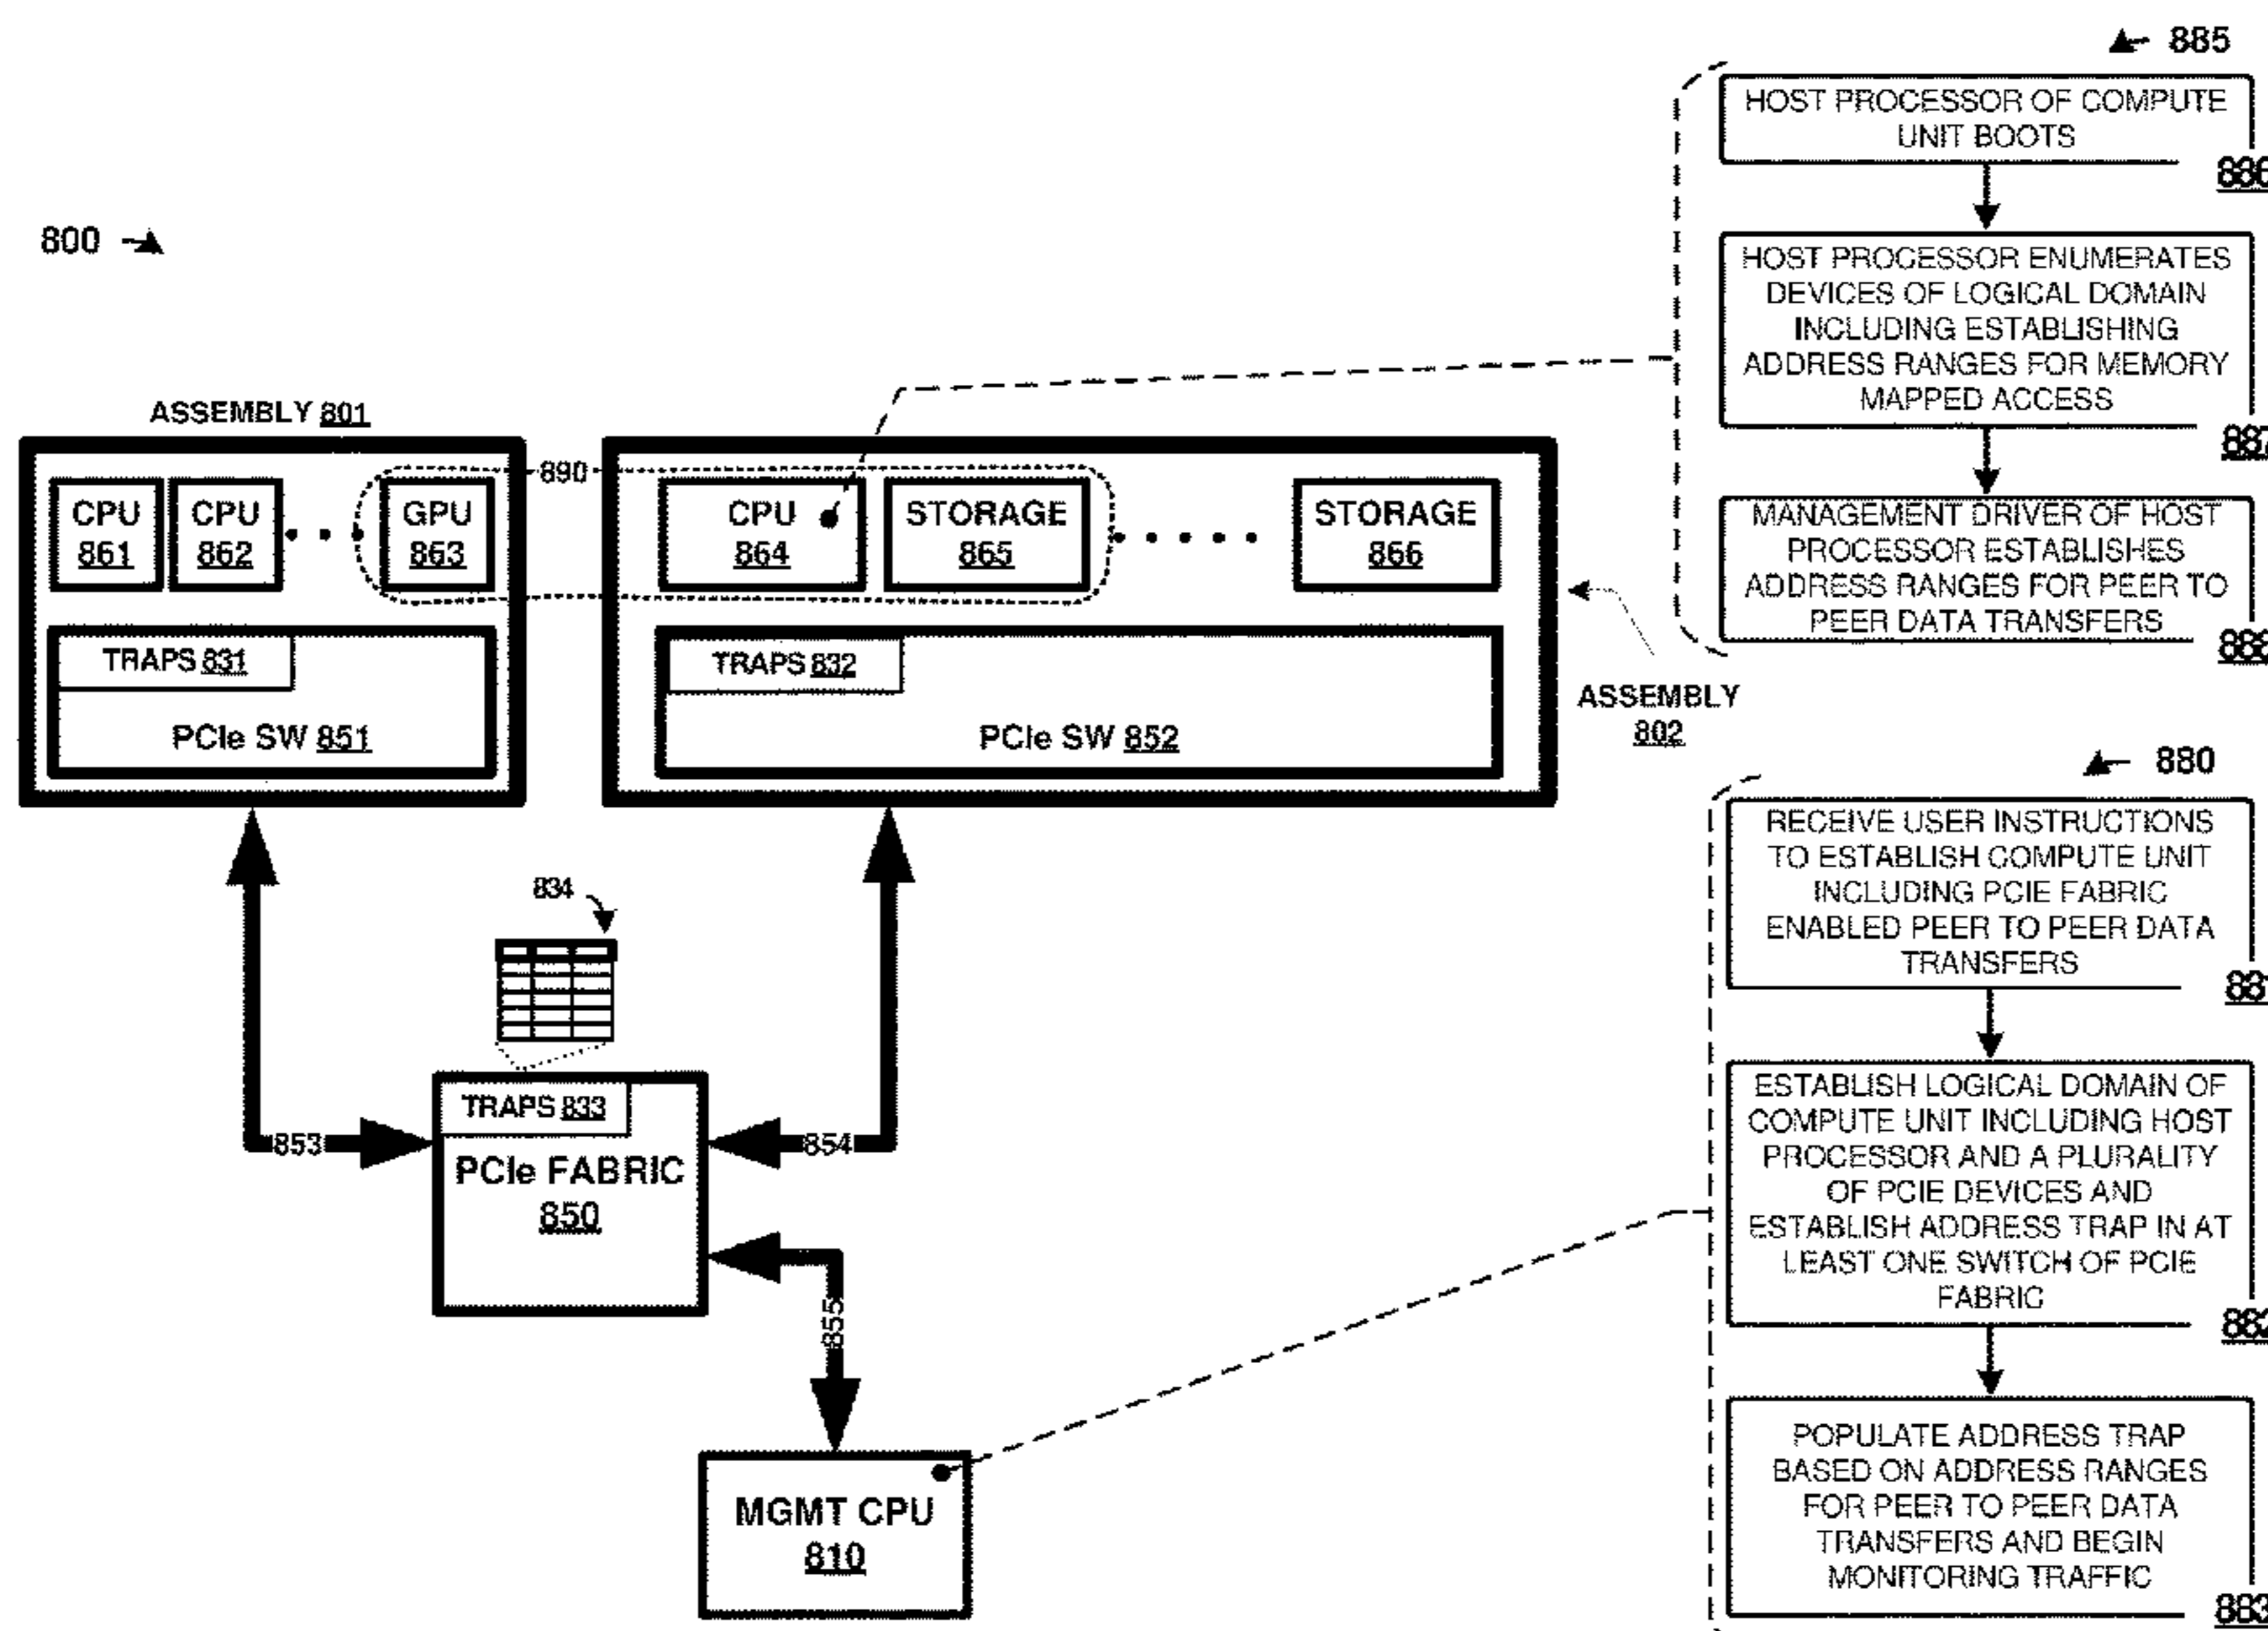 800
ASSEMBLY 801
890
CPU
861
CPU
862
GPU
863
CPU
864
STORAGE
865
STORAGE
866
TRAPS 831
PCIe SW 851
TRAPS 832
PCIe SW 852
ASSEMBLY
802
834
853
854
TRAPS 833
PCIe FABRIC
850
855
MGMT CPU
810
885
HOST PROCESSOR OF COMPUTE
UNIT BOOTS
886
HOST PROCESSOR ENUMERATES
DEVICES OF LOGICAL DOMAIN
INCLUDING ESTABLISHING
ADDRESS RANGES FOR MEMORY
MAPPED ACCESS
887
MANAGEMENT DRIVER OF HOST
PROCESSOR ESTABLISHES
ADDRESS RANGES FOR PEER TO
PEER DATA TRANSFERS
888
880
RECEIVE USER INSTRUCTIONS
TO ESTABLISH COMPUTE UNIT
INCLUDING PCIE FABRIC
ENABLED PEER TO PEER DATA
TRANSFERS
881
ESTABLISH LOGICAL DOMAIN OF
COMPUTE UNIT INCLUDING HOST
PROCESSOR AND A PLURALITY
OF PCIE DEVICES AND
ESTABLISH ADDRESS TRAP IN AT
LEAST ONE SWITCH OF PCIE
FABRIC
882
POPULATE ADDRESS TRAP
BASED ON ADDRESS RANGES
FOR PEER TO PEER DATA
TRANSFERS AND BEGIN
MONITORING TRAFFIC
883